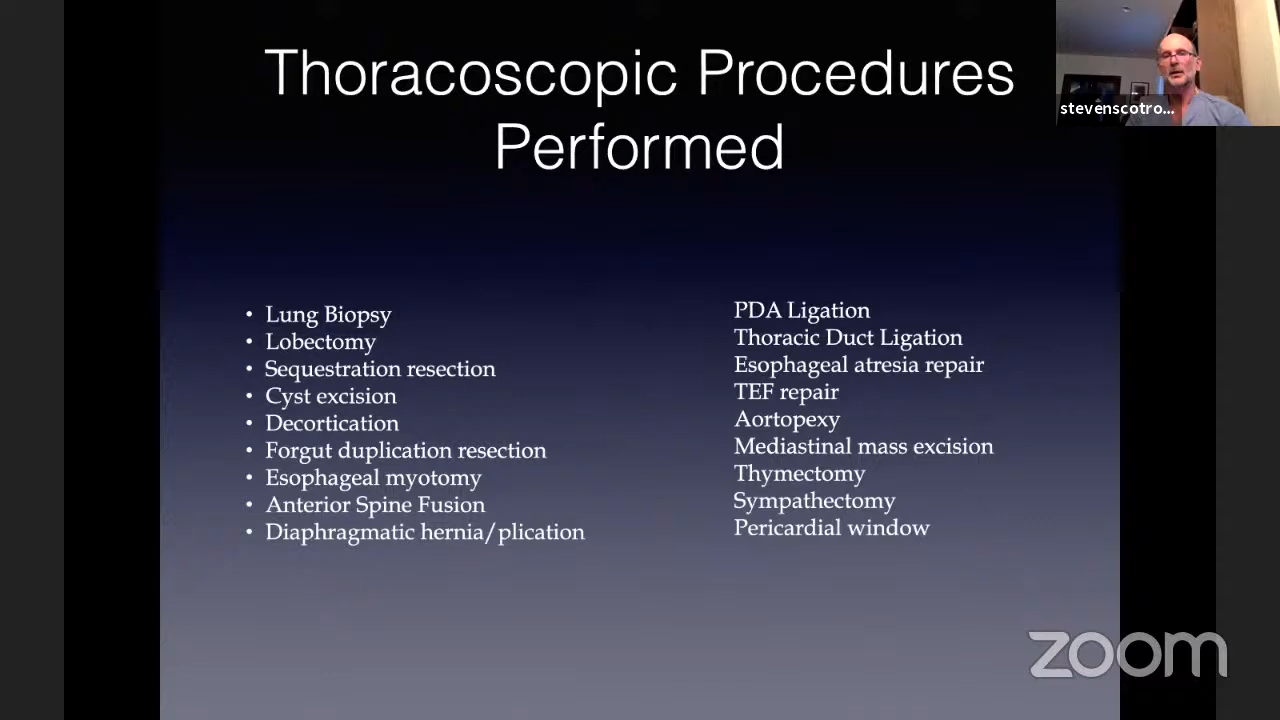 Thoracoscopic Procedures
Performed
stevenscotro...
• Lung Biopsy
• Lobectomy
• Sequestration resection
• Cyst excision
• Decortication
• Forgut duplication resection
• Esophageal myotomy
• Anterior Spine Fusion
• Diaphragmatic hernia/plication
PDA Ligation
Thoracic Duct Ligation
Esophageal atresia repair
TEF repair
Aortopexy
Mediastinal mass excision
Thymectomy
Sympathectomy
Pericardial window
zoom